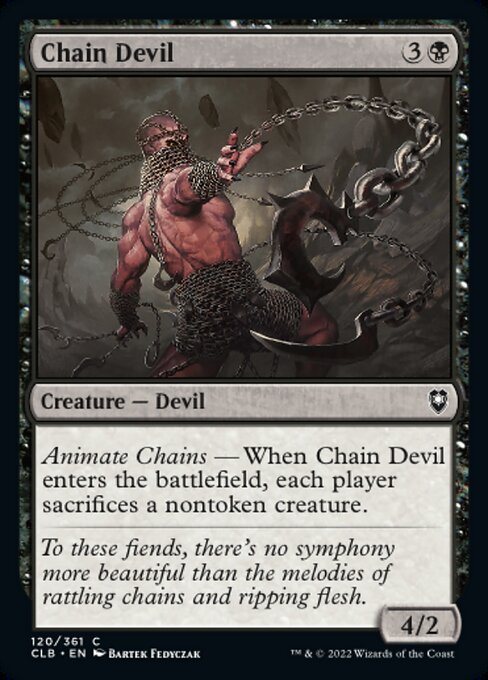 Chain Devil 3
Creature — Devil
Animate Chains — When Chain Devil
enters the battlefield, each player
sacrifices a nontoken creature.
To these fiends, there's no symphony
more beautiful than the melodies of
rattling chains and ripping flesh.
4/2
120/361 C
CLB • EN Bartek Fedyczak ™ & © 2022 Wizards of the Coast